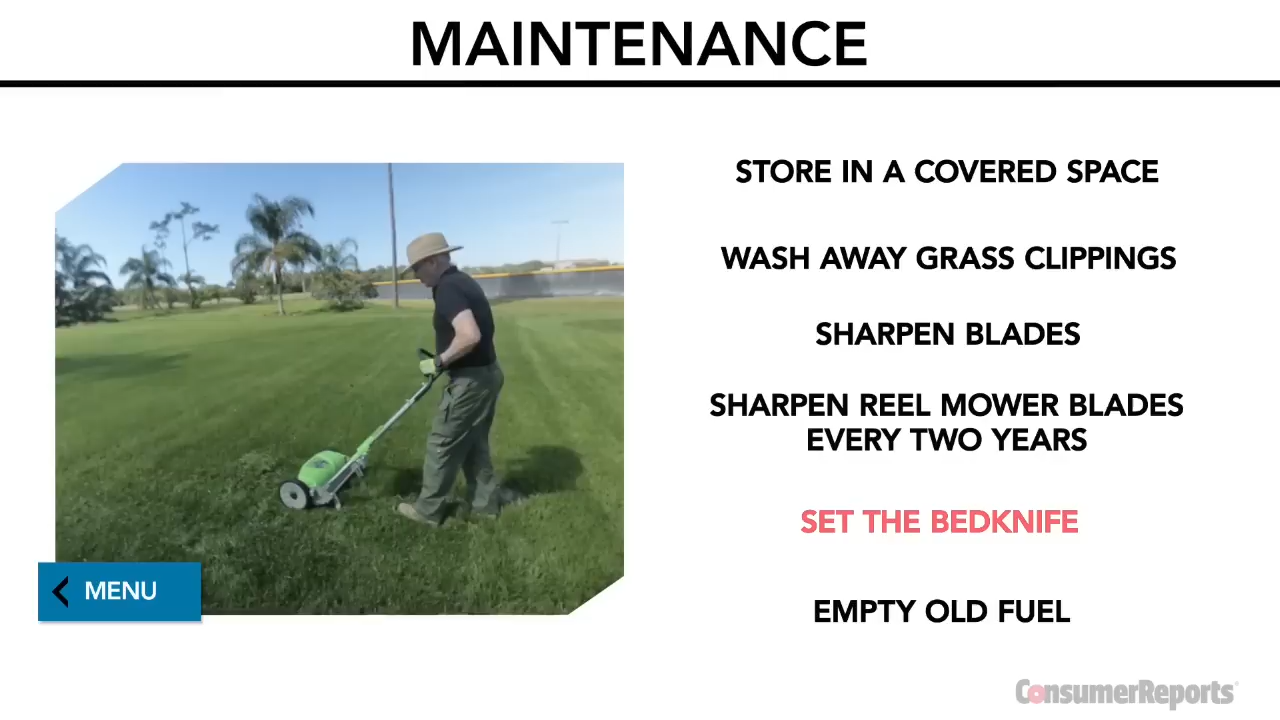 MAINTENANCE
STORE IN A COVERED SPACE
WASH AWAY GRASS CLIPPINGS
SHARPEN BLADES
SHARPEN REEL MOWER BLADES
EVERY TWO YEARS
SET THE BEDKNIFE
EMPTY OLD FUEL
MENU
ConsumerReports